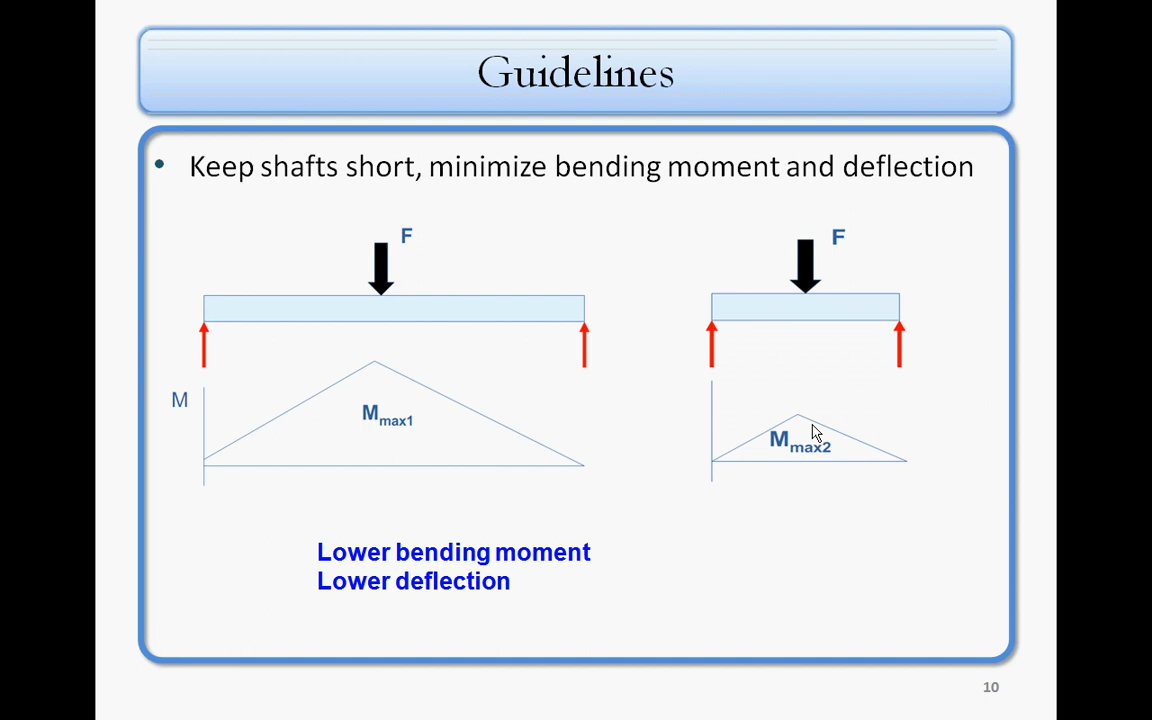 Guidelines
• Keep shafts short, minimize bending moment and deflection
F
F
M
Mmax1
Mmax2
Lower bending moment
Lower deflection
10